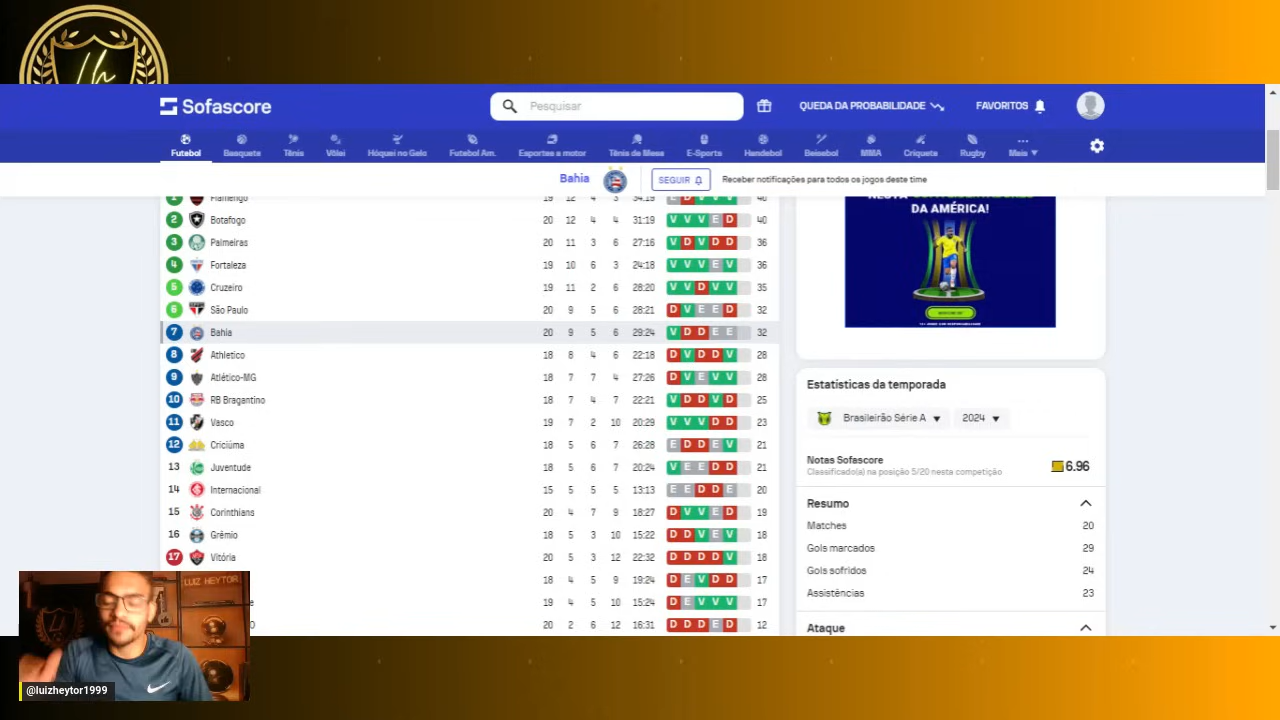 lh
Sofascore
Pesquisar
QUEDA DA PROBABILIDADE
FAVORITOS
Futebol Basquete Tênis Vôlei Hóquei no Gelo Futebol Am. Esportes a motor Tênis de Mesa E-Sports Handebol Beisebol MMA Críquete Rugby Mais
Bahia
SEGUIR
Receber notificações para todos os jogos deste time
1 Flamengo 19 12 4 3 34:19 E D V V V 40
2 Botafogo 20 12 4 4 31:19 V V V E D 40
3 Palmeiras 20 11 3 6 27:16 V D V D D 36
4 Fortaleza 19 10 6 3 24:18 V V V E V 36
5 Cruzeiro 19 11 2 6 28:20 V V D V V 35
6 São Paulo 20 9 5 6 28:21 D V E E D 32
7 Bahia 20 9 5 6 29:24 V D D E E 32
8 Athletico 18 8 4 6 22:18 D V D D V 28
9 Atlético-MG 18 7 7 4 27:26 D V E V V 28
10 RB Bragantino 18 7 4 7 22:21 V D D V D 25
11 Vasco 19 7 2 10 20:29 V V V D D 23
12 Criciúma 18 5 6 7 26:28 E D D E V 21
13 Juventude 18 5 6 7 20:24 V E E D D 21
14 Internacional 15 5 5 5 13:13 E E D D E 20
15 Corinthians 20 4 7 9 18:27 D V V E D 19
16 Grêmio 18 5 3 10 15:22 D D V E V 18
17 Vitória 20 5 3 12 22:32 D D D D V 18
18 4 5 9 19:24 D E V D D 17
e 19 4 5 10 15:24 D E V V V 17
O 20 2 6 12 16:31 D D D E D 12
DA AMÉRICA!
Estatísticas da temporada
Brasileirão Série A 2024
Notas Sofascore 6.96
Classificado(a) na posição 5/20 nesta competição
Resumo
Matches 20
Gols marcados 29
Gols sofridos 24
Assistências 23
Ataque
LUIZ HEYTOR
@luizheytor1999